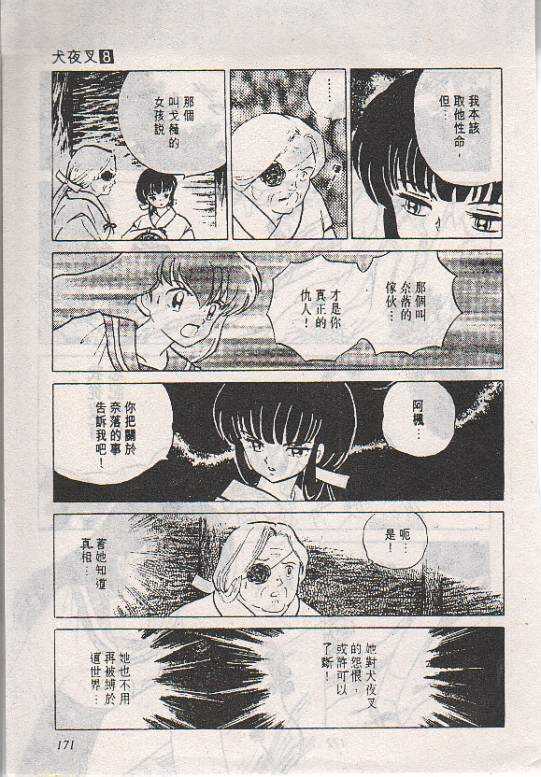 犬夜叉8
我本該
取他性命，
但…
……
那個
叫戈薇的
女孩說
那個叫
奈落的
傢伙…
才是你
真正的
仇人！
阿楓…
你把關於
奈落的事
告訴我吧！
呃…
是！
若她知道
真相…
她對犬夜叉
的怨恨，
或許可以
了斷！
她也不用
再被縛於
這世界…
171